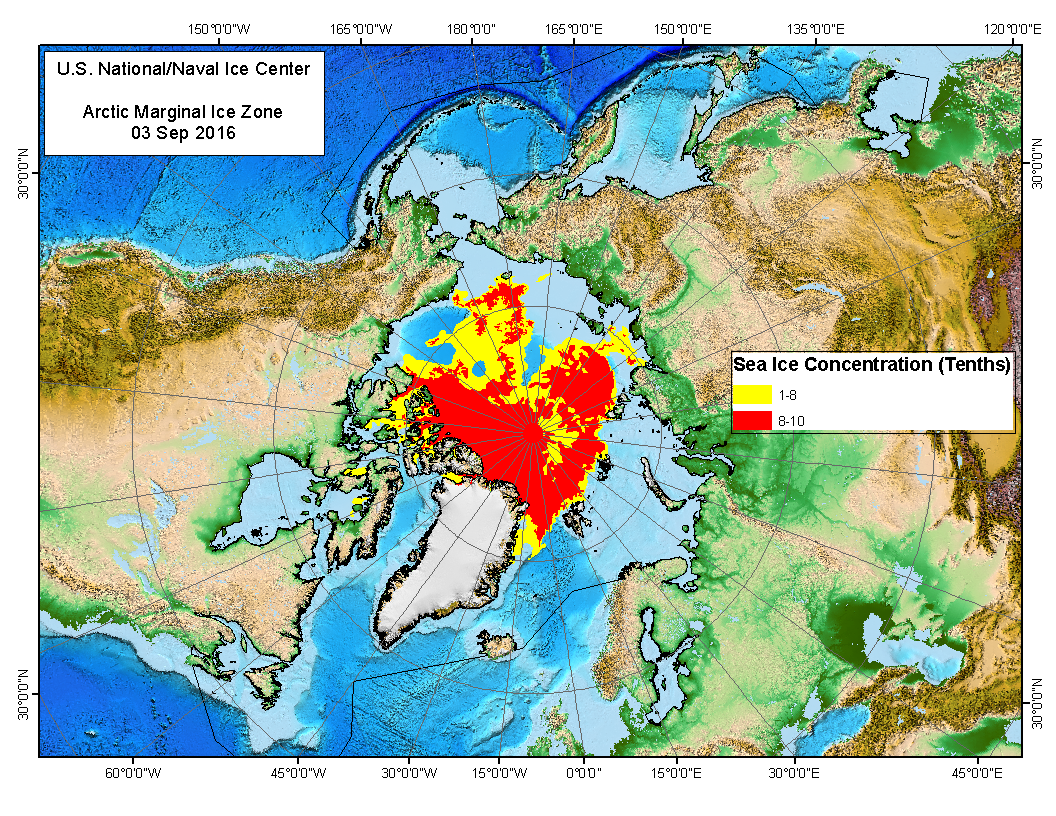 150°0'0"W 165°0'0"W 180°0'0" 165°0'0"E 150°0'0"E 135°0'0"E 120°0'0"E
U.S. National/Naval Ice Center
Arctic Marginal Ice Zone
03 Sep 2016
30°0'0"N 30°0'0"N
Sea Ice Concentration (Tenths)
1-8
8-10
30°0'0"N 30°0'0"N
60°0'0"W 45°0'0"W 30°0'0"W 15°0'0"W 0°0'0" 15°0'0"E 30°0'0"E 45°0'0"E